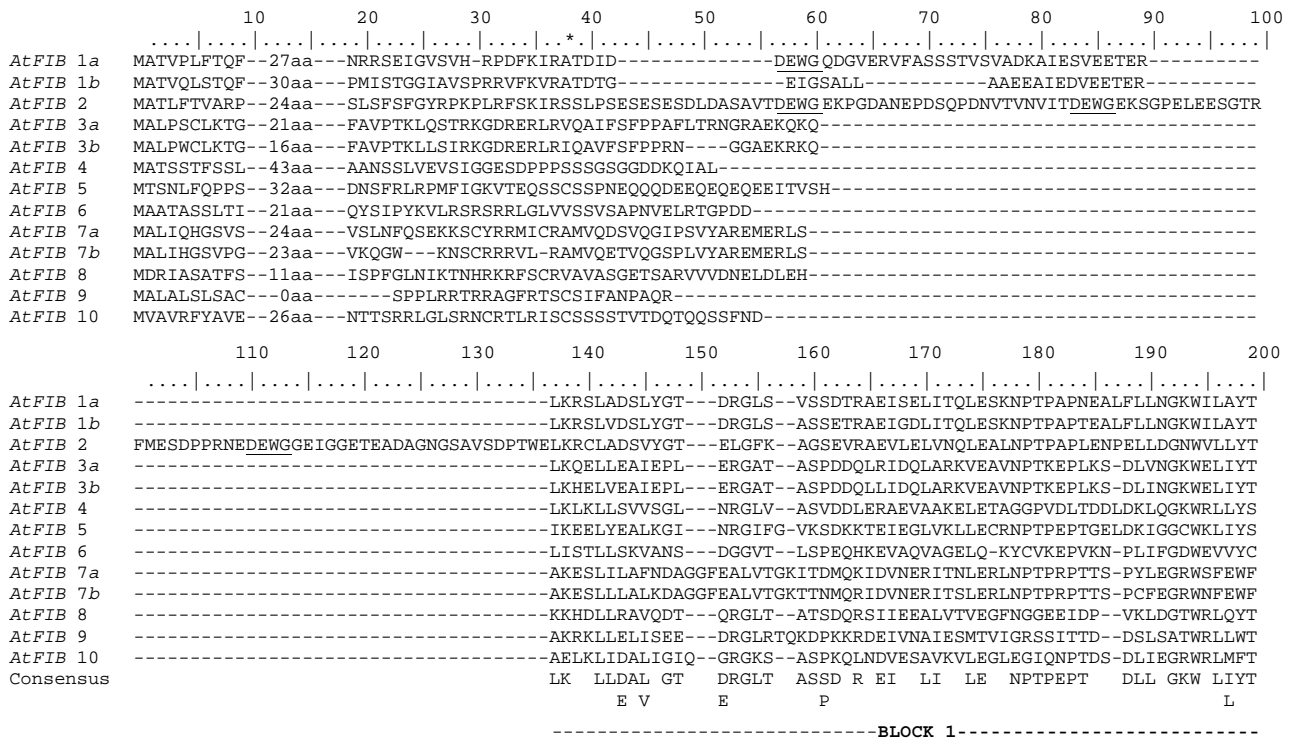 10 20 30 40 50 60 70 80 90 100
*
....|....|....|....|....|....|....|....|....|....|....|....|....|....|....|....|....|....|....|....|
AtFIB 1a MATVPLFTQF--27aa---NRRSEIGVSVH-RPDFKIRATDID--------------DEWGQDGVERVFASSSTVSVADKAIESVEETER----------
AtFIB 1b MATVQLSTQF--30aa---PMISTGGIAVSPRRVFKVRATDTG---------------EIGSALL-----------AAEEAIEDVEETER----------
AtFIB 2 MATLFTVARP--24aa---SLSFSFGYRPKPLRFSKIRSSLPSESESESDLDASAVTDEWGEKPGDANEPDSQPDNVTVNVITDEWGEKSGPELEESGTR
AtFIB 3a MALPSCLKTG--21aa---FAVPTKLQSTRKGDRERLRVQAIFSFPPAFLTRNGRAEKQKQ---------------------------------------
AtFIB 3b MALPWCLKTG--16aa---FAVPTKLLSIRKGDRERLRIQAVFSFPPRN----GGAEKRKQ---------------------------------------
AtFIB 4 MATSSTFSSL--43aa---AANSSLVEVSIGGESDPPPSSSGSGGDDKQIAL------------------------------------------------
AtFIB 5 MTSNLFQPPS--32aa---DNSFRLRPMFIGKVTEQSSCSSPNEQQQDEEQEQEQEEITVSH--------------------------------------
AtFIB 6 MAATASSLTI--21aa---QYSIPYKVLRSRSRRLGLVVSSVSAPNVELRTGPDD---------------------------------------------
AtFIB 7a MALIQHGSVS--24aa---VSLNFQSEKKSCYRRMICRAMVQDSVQGIPSVYAREMERLS----------------------------------------
AtFIB 7b MALIHGSVPG--23aa---VKQGW---KNSCRRRVL-RAMVQETVQGSPLVYAREMERLS----------------------------------------
AtFIB 8 MDRIASATFS--11aa---ISPFGLNIKTNHRKRFSCRVAVASGETSARVVVDNELDLEH----------------------------------------
AtFIB 9 MALALSLSAC---0aa-------SPPLRRTRRAGFRTSCSIFANPAQR----------------------------------------------------
AtFIB 10 MVAVRFYAVE--26aa---NTTSRRLGLSRNCRTLRISCSSSSTVTDQTQQSSFND--------------------------------------------
110 120 130 140 150 160 170 180 190 200
....|....|....|....|....|....|....|....|....|....|....|....|....|....|....|....|....|....|....|....|
AtFIB 1a -------------------------------------LKRSLADSLYGT---DRGLS--VSSDTRAEISELITQLESKNPTPAPNEALFLLNGKWILAYT
AtFIB 1b -------------------------------------LKRSLVDSLYGT---DRGLS--ASSETRAEIGDLITQLESKNPTPAPTEALFLLNGKWILAYT
AtFIB 2 FMESDPPRNEDEWGGEIGGETEADAGNGSAVSDPTWELKRCLADSVYGT---ELGFK--AGSEVRAEVLELVNQLEALNPTPAPLENPELLDGNWVLLYT
AtFIB 3a -------------------------------------LKQELLEAIEPL---ERGAT--ASPDDQLRIDQLARKVEAVNPTKEPLKS-DLVNGKWELIYT
AtFIB 3b -------------------------------------LKHELVEAIEPL---ERGAT--ASPDDQLLIDQLARKVEAVNPTKEPLKS-DLINGKWELIYT
AtFIB 4 -------------------------------------LKLKLLSVVSGL---NRGLV--ASVDDLERAEVAAKELETAGGPVDLTDDLDKLQGKWRLLYS
AtFIB 5 -------------------------------------IKEELYEALKGI---NRGIFG-VKSDKKTEIEGLVKLLECRNPTPEPTGELDKIGGCWKLIYS
AtFIB 6 -------------------------------------LISTLLSKVANS---DGGVT--LSPEQHKEVAQVAGELQ-KYCVKEPVKN-PLIFGDWEVVYC
AtFIB 7a -------------------------------------AKESLILAFNDAGGFEALVTGKITDMQKIDVNERITNLERLNPTPRPTTS-PYLEGRWSFEWF
AtFIB 7b -------------------------------------AKESLLLALKDAGGFEALVTGKTTNMQRIDVNERITSLERLNPTPRPTTS-PCFEGRWNFEWF
AtFIB 8 -------------------------------------KKHDLLRAVQDT---QRGLT--ATSDQRSIIEEALVTVEGFNGGEEIDP--VKLDGTWRLQYT
AtFIB 9 -------------------------------------AKRKLLELISEE---DRGLRTQKDPKKRDEIVNAIESMTVIGRSSITTD--DSLSATWRLLWT
AtFIB 10 -------------------------------------AELKLIDALIGIQ--GRGKS--ASPKQLNDVESAVKVLEGLEGIQNPTDS-DLIEGRWRLMFT
Consensus LK LLDAL GT DRGLT ASSD R EI LI LE NPTPEPT DLL GKW LIYT
E V E P L
-----------------------------BLOCK 1---------------------------